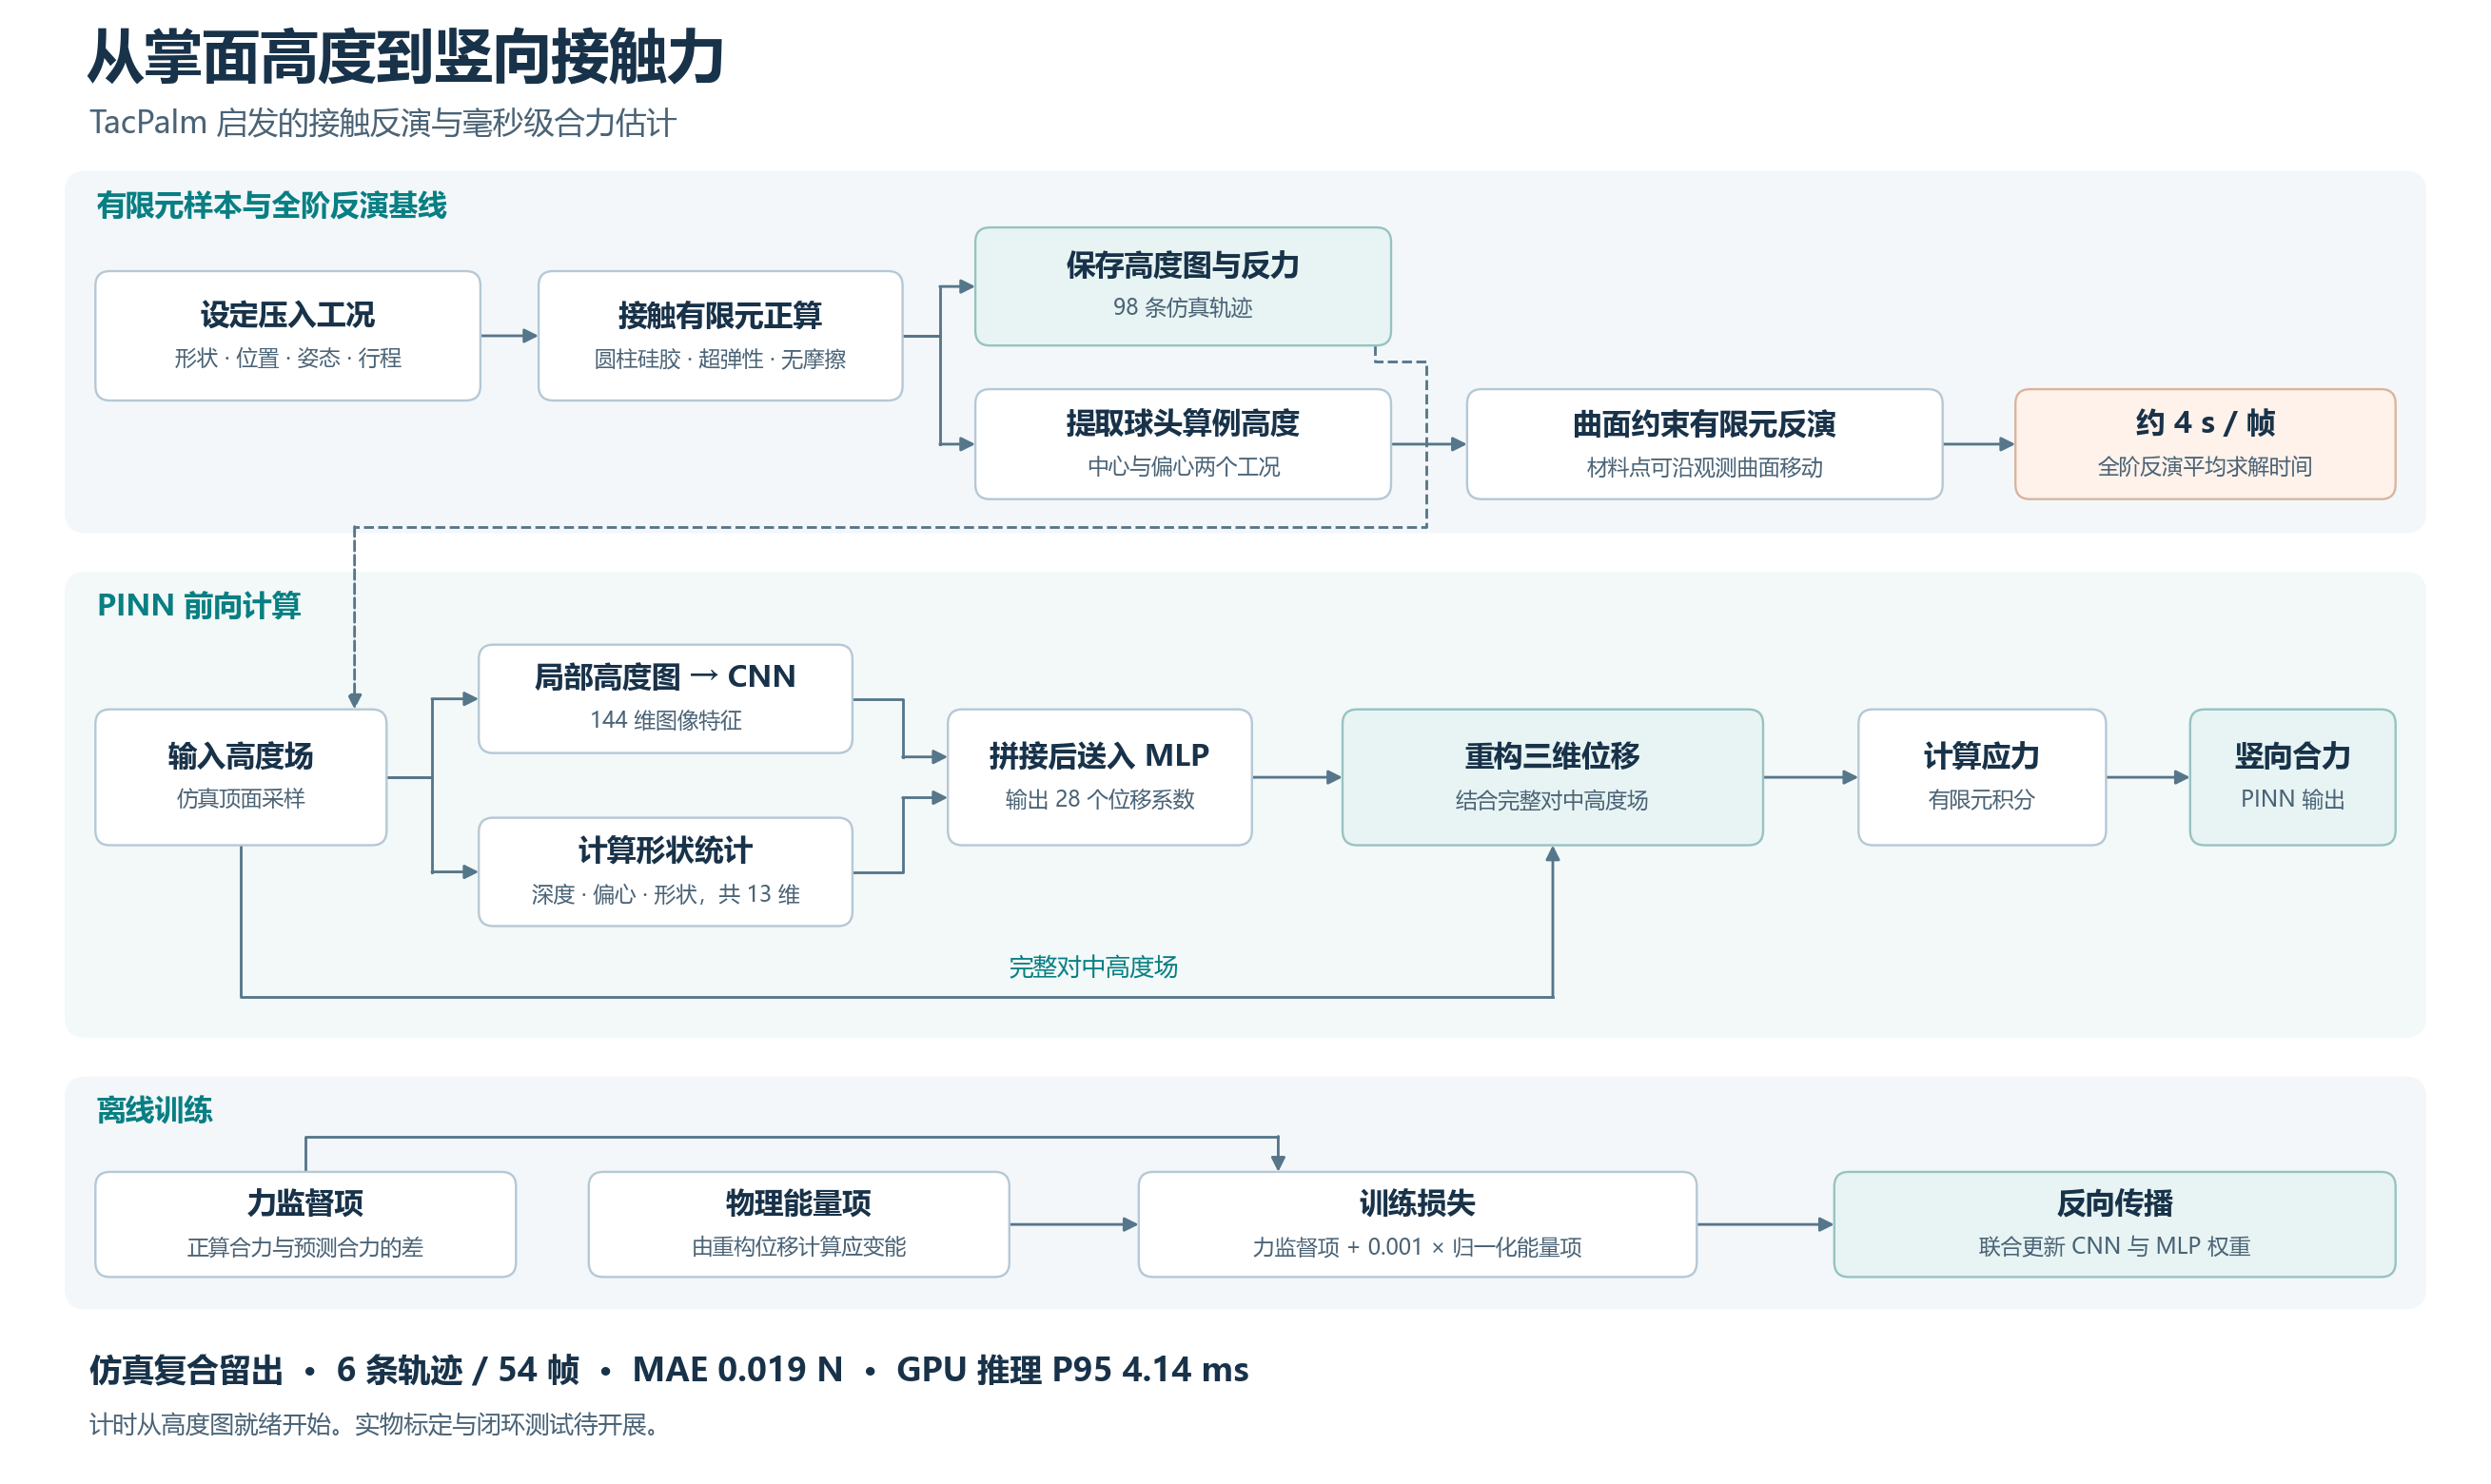 从掌面高度到竖向接触力
TacPalm 启发的接触反演与毫秒级合力估计
有限元样本与全阶反演基线
设定压入工况
形状 · 位置 · 姿态 · 行程
接触有限元正算
圆柱硅胶 · 超弹性 · 无摩擦
保存高度图与反力
98 条仿真轨迹
提取球头算例高度
中心与偏心两个工况
曲面约束有限元反演
材料点可沿观测曲面移动
约 4 s / 帧
全阶反演平均求解时间
PINN 前向计算
输入高度场
仿真顶面采样
局部高度图 → CNN
144 维图像特征
计算形状统计
深度 · 偏心 · 形状，共 13 维
拼接后送入 MLP
输出 28 个位移系数
重构三维位移
结合完整对中高度场
计算应力
有限元积分
竖向合力
PINN 输出
完整对中高度场
离线训练
力监督项
正算合力与预测合力的差
物理能量项
由重构位移计算应变能
训练损失
力监督项 + 0.001 × 归一化能量项
反向传播
联合更新 CNN 与 MLP 权重
仿真复合留出 • 6 条轨迹 / 54 帧 • MAE 0.019 N • GPU 推理 P95 4.14 ms
计时从高度图就绪开始。实物标定与闭环测试待开展。